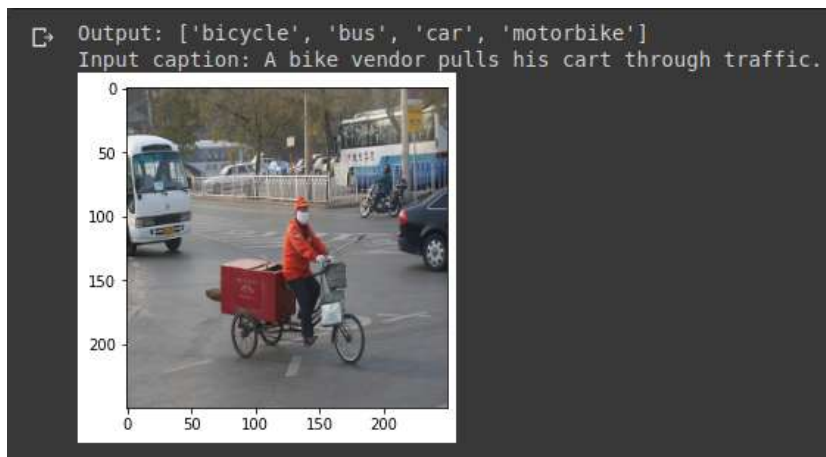 Output: ['bicycle', 'bus', 'car', 'motorbike']
Input caption: A bike vendor pulls his cart through traffic.
0
50
100
150
200
0 50 100 150 200